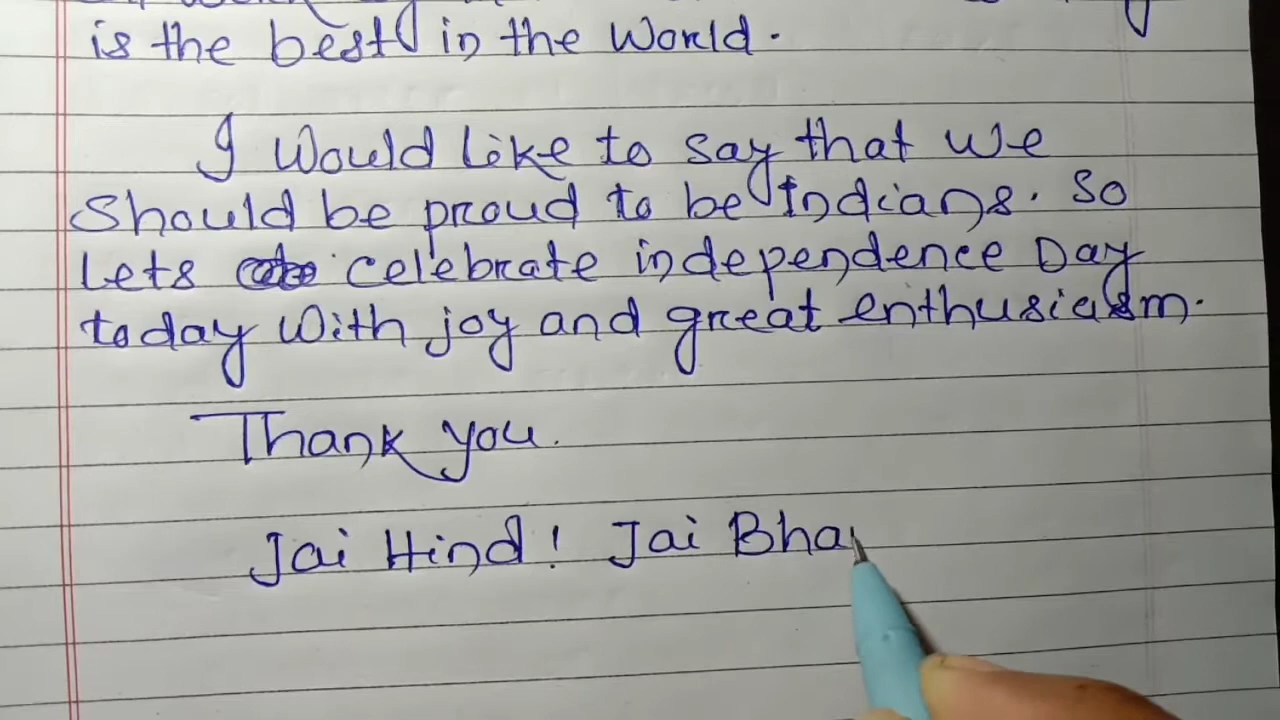 is the best in the World.
I Would like to say that we
Should be proud to be Indians. So
Lets celebrate independence Day
today With joy and great enthusiasm.
Thank you.
Jai Hind! Jai Bha